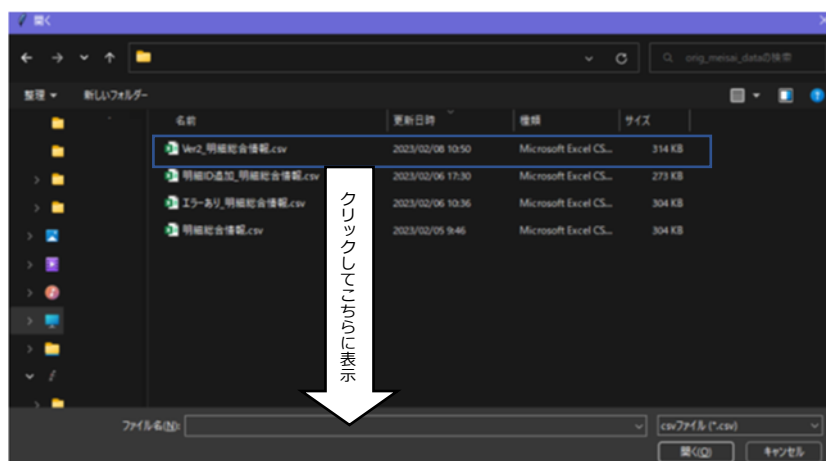 開く
orig_meisai_dataの検索
整理 新しいフォルダー
名前 更新日時 種類 サイズ
Ver2_明細総合情報.csv 2023/02/08 10:50 Microsoft Excel CS... 314 KB
明細ID追加_明細総合情報.csv 2023/02/06 17:30 Microsoft Excel CS... 273 KB
エラーあり_明細総合情報.csv 2023/02/06 10:36 Microsoft Excel CS... 304 KB
明細総合情報.csv 2023/02/05 9:46 Microsoft Excel CS... 304 KB
クリックしてこちらに表示
ファイル名(N): csvファイル (*.csv)
開く(O) キャンセル